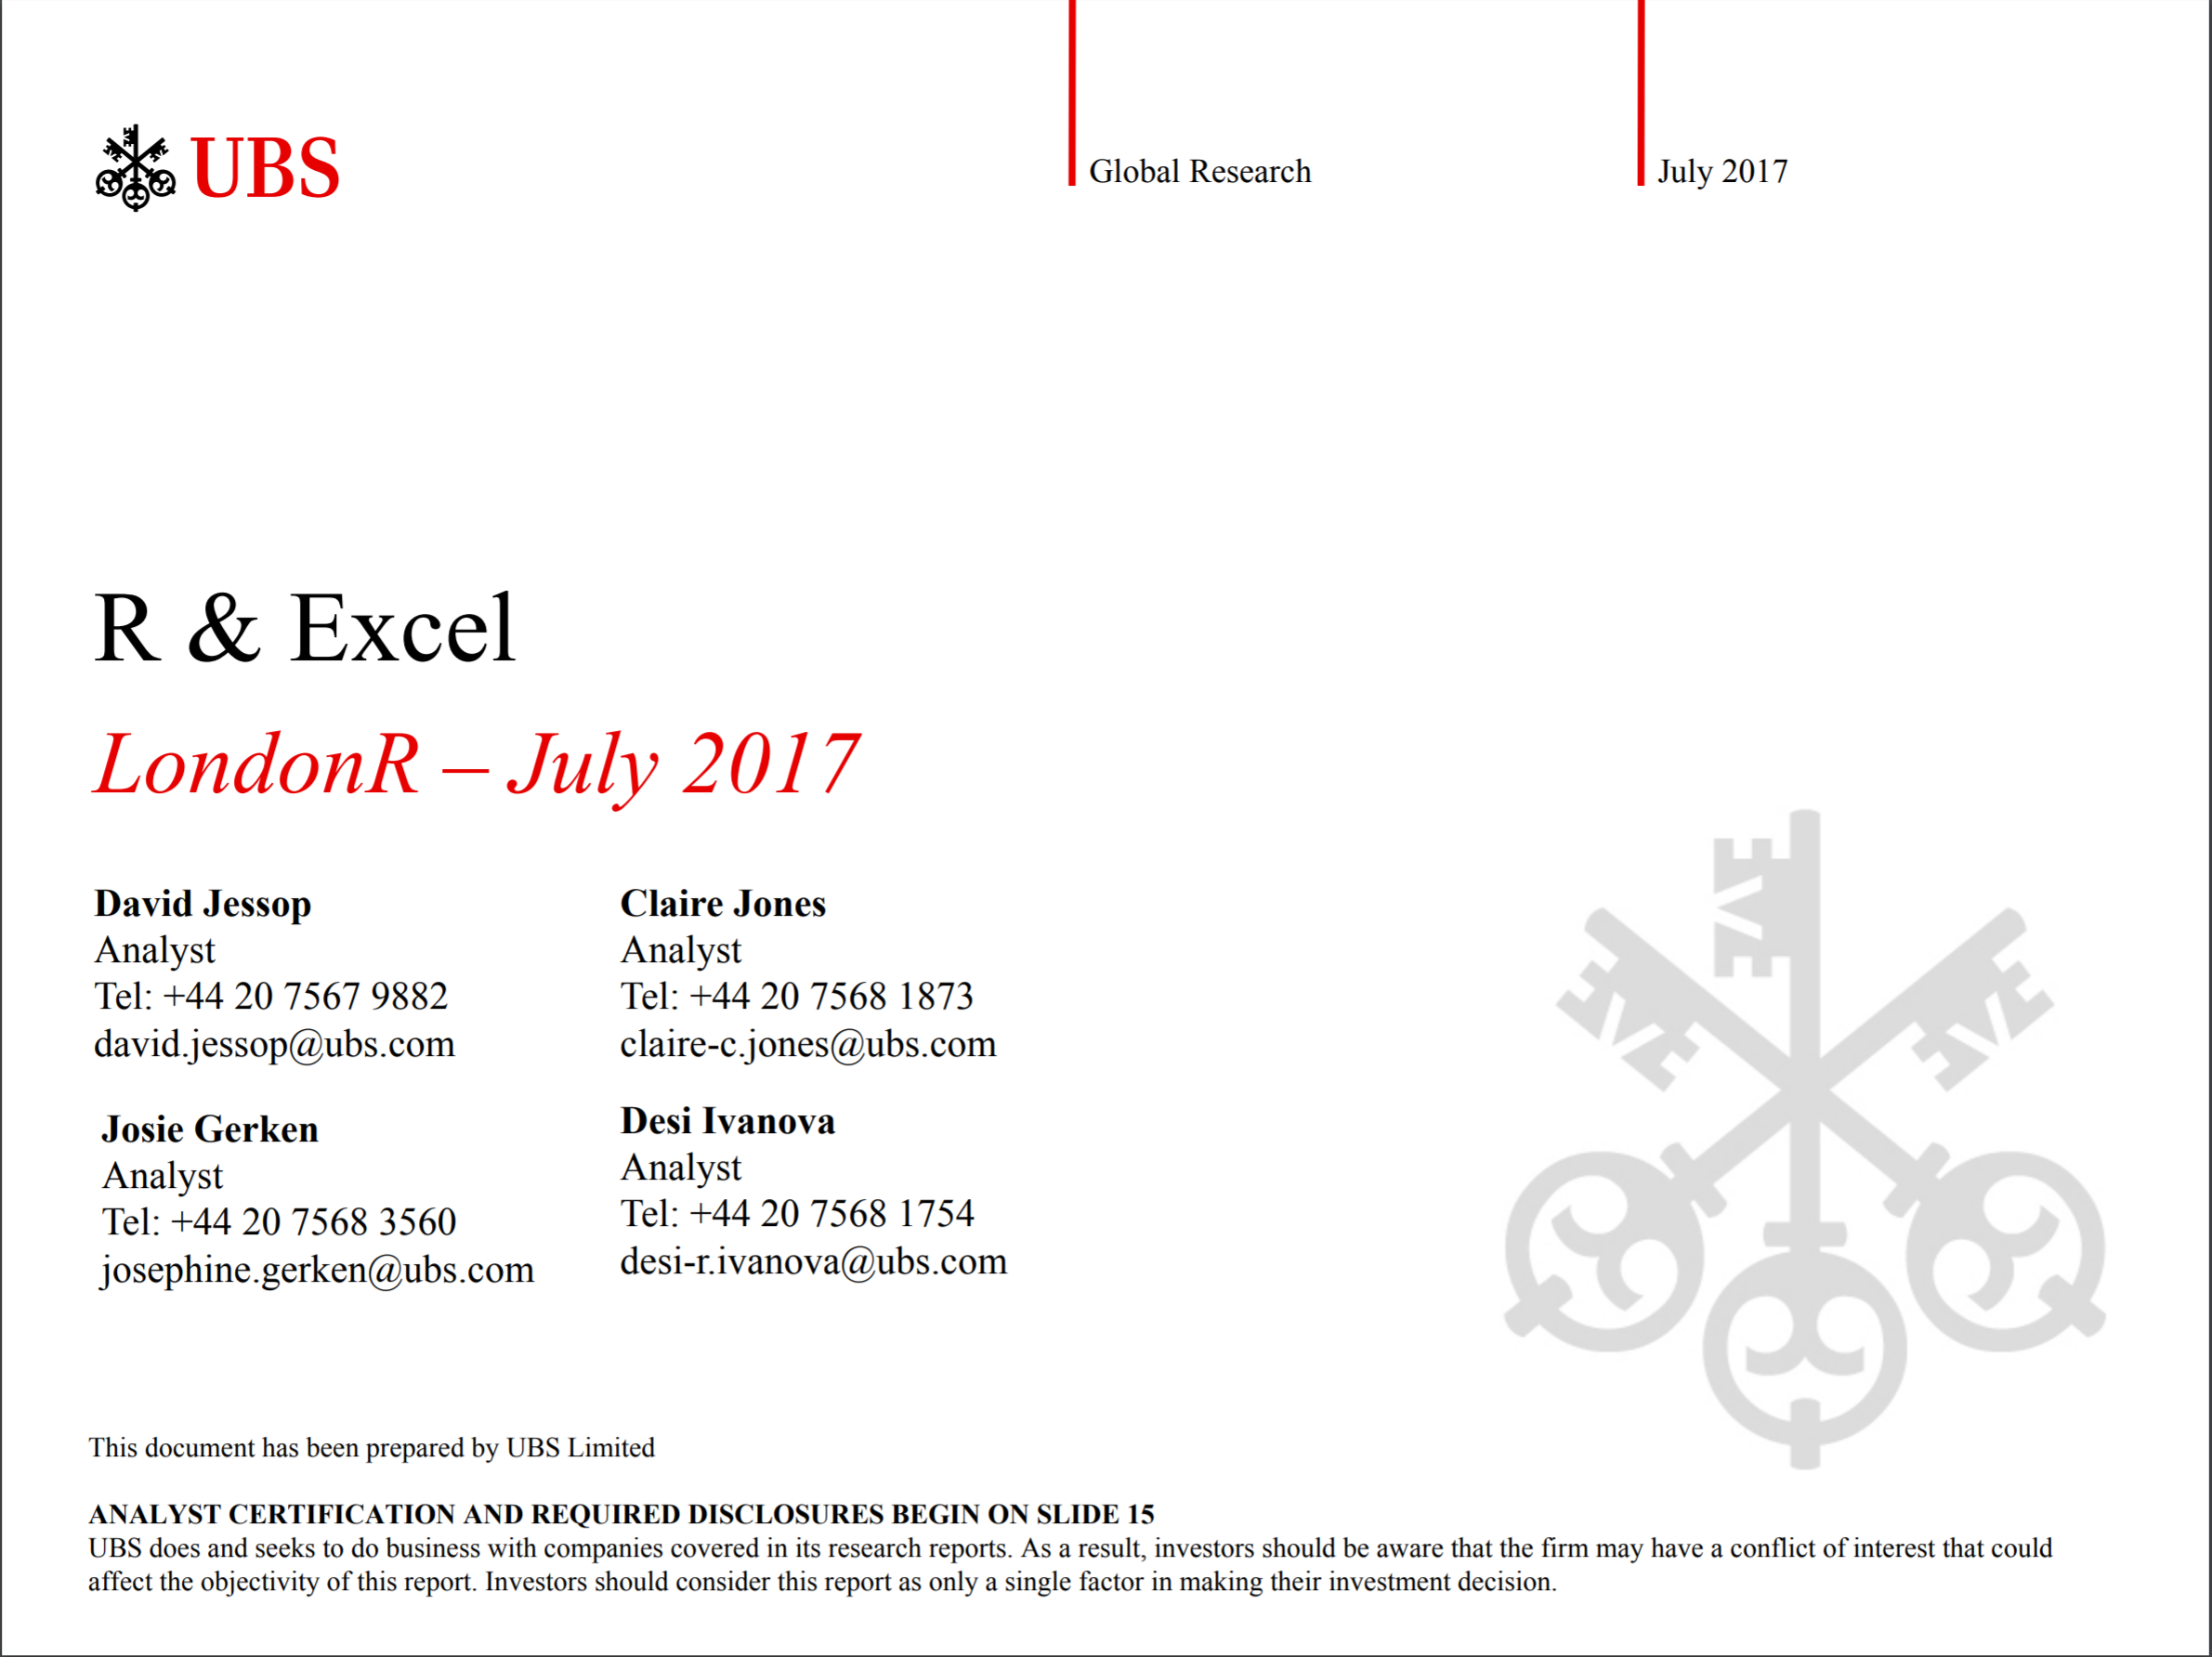 UBS
Global Research
July 2017
R & Excel
LondonR – July 2017
David Jessop
Analyst
Tel: +44 20 7567 9882
david.jessop@ubs.com
Claire Jones
Analyst
Tel: +44 20 7568 1873
claire-c.jones@ubs.com
Josie Gerken
Analyst
Tel: +44 20 7568 3560
josephine.gerken@ubs.com
Desi Ivanova
Analyst
Tel: +44 20 7568 1754
desi-r.ivanova@ubs.com
This document has been prepared by UBS Limited
ANALYST CERTIFICATION AND REQUIRED DISCLOSURES BEGIN ON SLIDE 15
UBS does and seeks to do business with companies covered in its research reports. As a result, investors should be aware that the firm may have a conflict of interest that could
affect the objectivity of this report. Investors should consider this report as only a single factor in making their investment decision.